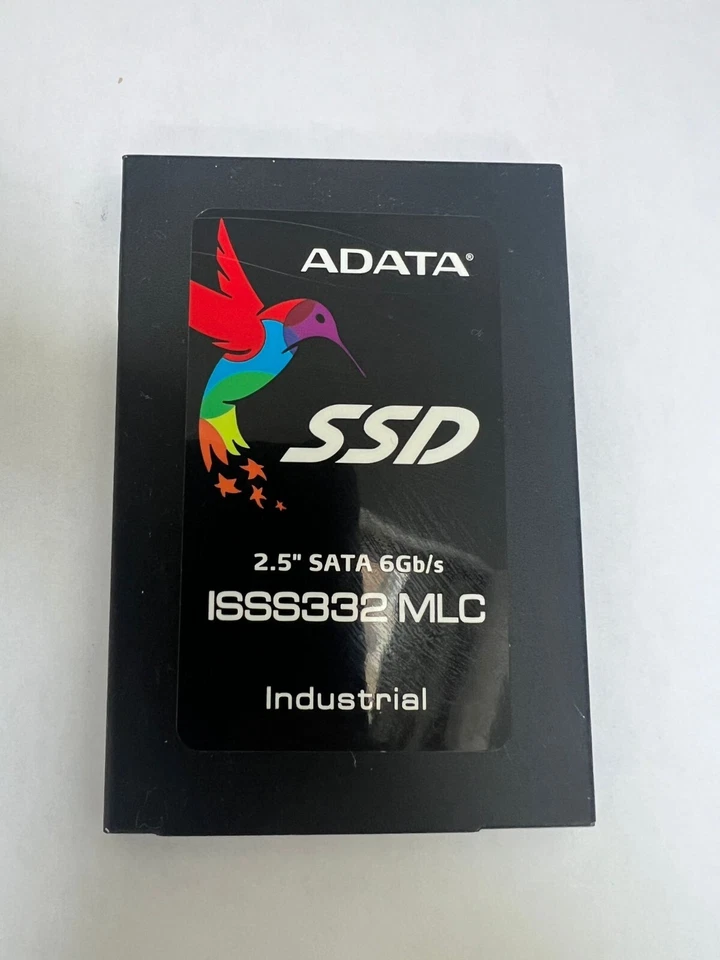 ADATA®
SSD
2.5" SATA 6Gb/s
ISSS332 MLC
Industrial